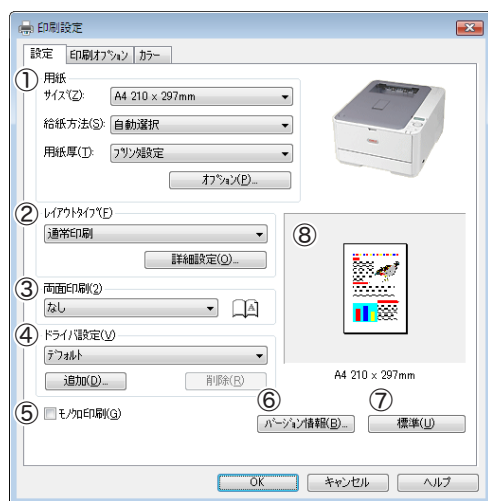 印刷設定
設定 印刷オプション カラー
① 用紙
サイズ(Z): A4 210 x 297mm
給紙方法(S): 自動選択
用紙厚(T): プリンタ設定
オプション(P)...
② レイアウトタイプ(F)
通常印刷
詳細設定(O)...
⑧
③ 両面印刷(2)
なし
A
④ ドライバ設定(V)
デフォルト
追加(D)... 削除(R)
A4 210 x 297mm
⑤ モノクロ印刷(G)
⑥ ⑦
バージョン情報(B)... 標準(U)
OK キャンセル ヘルプ